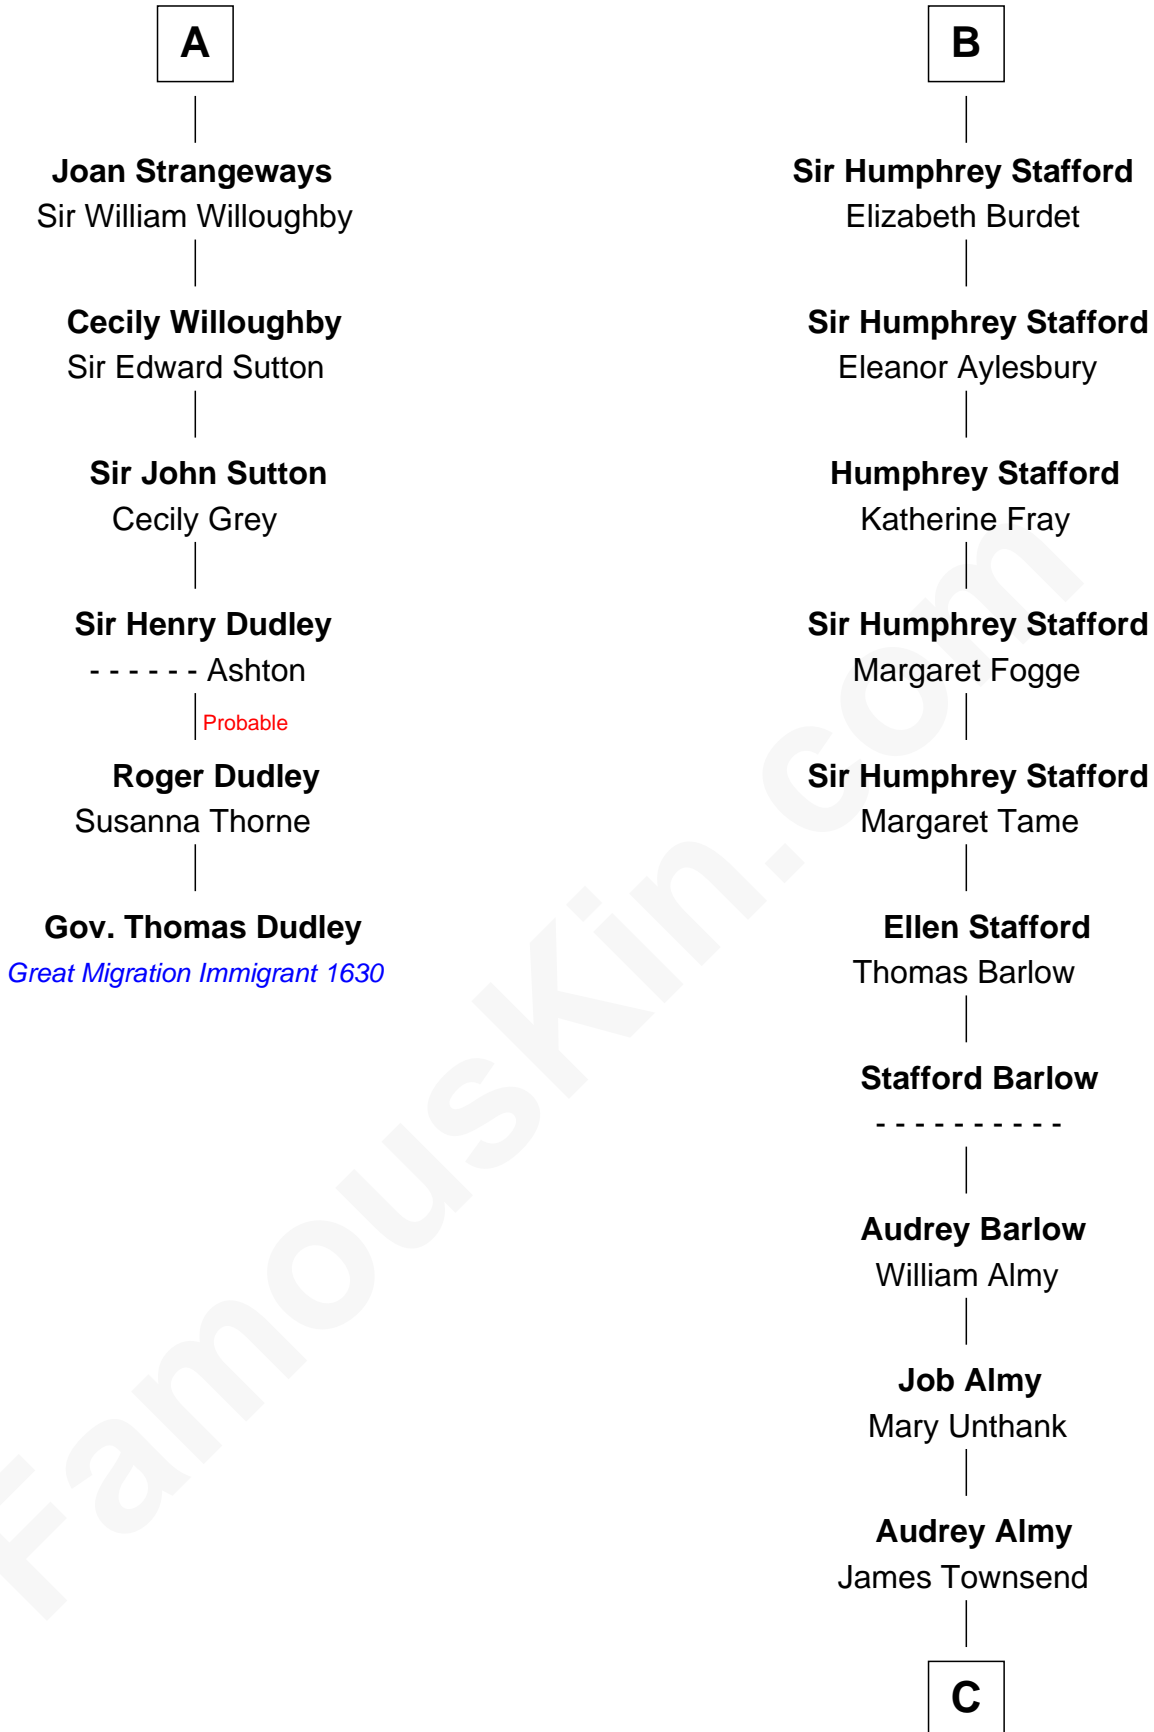 A
Joan Strangeways
Sir William Willoughby
Cecily Willoughby
Sir Edward Sutton
Sir John Sutton
Cecily Grey
Sir Henry Dudley
- - - - - - Ashton
Probable
Roger Dudley
Susanna Thorne
Gov. Thomas Dudley
Great Migration Immigrant 1630
B
Sir Humphrey Stafford
Elizabeth Burdet
Sir Humphrey Stafford
Eleanor Aylesbury
Humphrey Stafford
Katherine Fray
Sir Humphrey Stafford
Margaret Fogge
Sir Humphrey Stafford
Margaret Tame
Ellen Stafford
Thomas Barlow
Stafford Barlow
- - - - - - - - - -
Audrey Barlow
William Almy
Job Almy
Mary Unthank
Audrey Almy
James Townsend
C
FamousKin.com